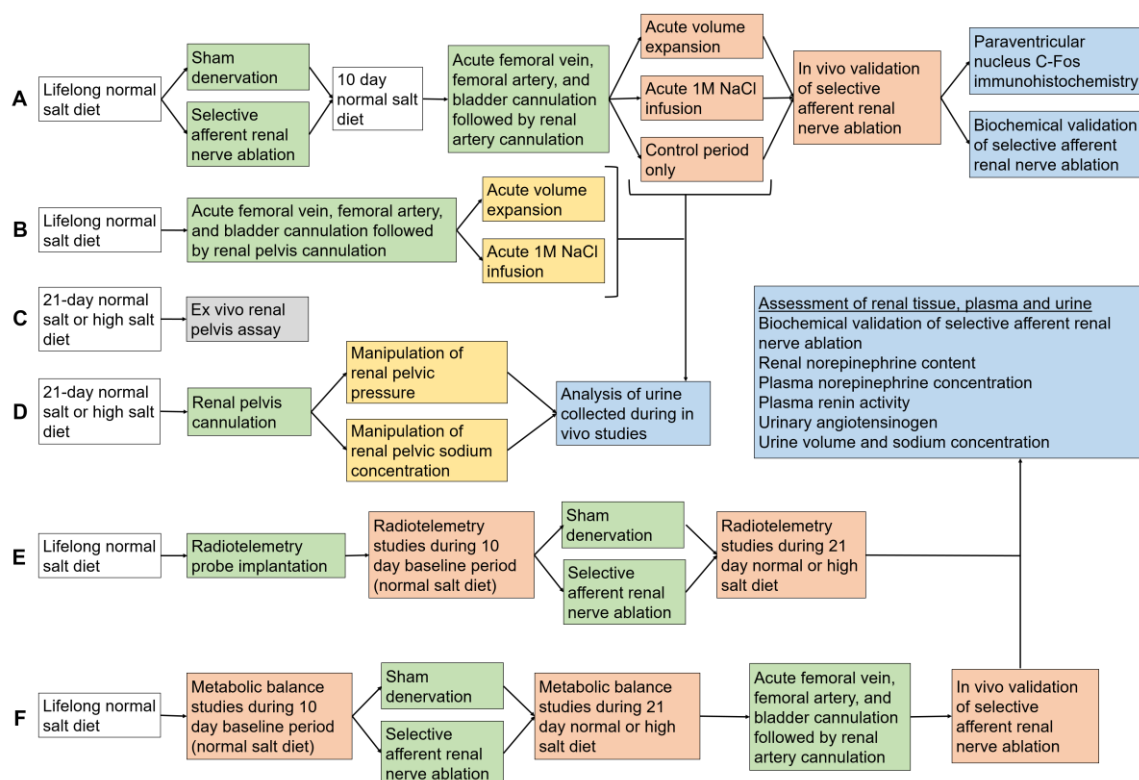 A
Lifelong normal
salt diet
Sham
denervation
Selective
afferent renal
nerve ablation
10 day
normal salt
diet
Acute femoral vein,
femoral artery,
and bladder
cannulation
followed by renal
artery cannulation
Acute volume
expansion
Acute 1M NaCl
infusion
Control period
only
In vivo validation
of selective
afferent renal
nerve ablation
Paraventricular
nucleus C-Fos
immunohistochemistry
Biochemical validation
of selective afferent
renal nerve ablation
B
Lifelong normal
salt diet
Acute femoral vein, femoral artery,
and bladder cannulation followed
by renal pelvis cannulation
Acute volume
expansion
Acute 1M NaCl
infusion
C
21-day normal
salt or high salt
diet
Ex vivo renal
pelvis assay
D
21-day normal
salt or high salt
diet
Renal pelvis
cannulation
Manipulation of
renal pelvic
pressure
Manipulation of
renal pelvic sodium
concentration
Analysis of urine
collected during in
vivo studies
Assessment of renal tissue, plasma and urine
Biochemical validation of selective afferent renal
nerve ablation
Renal norepinephrine content
Plasma norepinephrine concentration
Plasma renin activity
Urinary angiotensinogen
Urine volume and sodium concentration
E
Lifelong normal
salt diet
Radiotelemetry
probe implantation
Radiotelemetry
studies during 10
day baseline period
(normal salt diet)
Sham
denervation
Selective
afferent renal
nerve ablation
Radiotelemetry
studies during 21
day normal or high
salt diet
F
Lifelong normal
salt diet
Metabolic balance
studies during 10
day baseline period
(normal salt diet)
Sham
denervation
Selective
afferent renal
nerve ablation
Metabolic balance
studies during 21
day normal or high
salt diet
Acute femoral vein,
femoral artery, and
bladder cannulation
followed by renal
artery cannulation
In vivo validation
of selective
afferent renal
nerve ablation